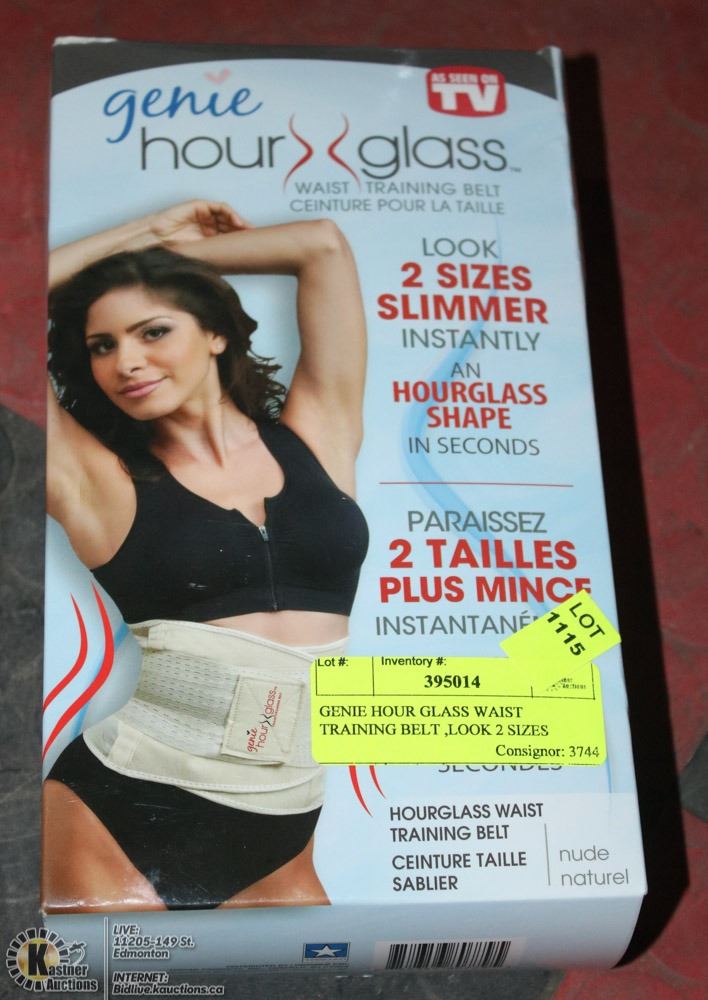 genie
AS SEEN ON
TV
hour glass™
WAIST TRAINING BELT
CEINTURE POUR LA TAILLE
LOOK
2 SIZES
SLIMMER
INSTANTLY
AN
HOURGLASS
SHAPE
IN SECONDS
PARAISSEZ
2 TAILLES
PLUS MINCE
INSTANTANÉ
LOT
1115
Lot #:
Inventory #:
395014
GENIE HOUR GLASS WAIST
TRAINING BELT ,LOOK 2 SIZES
Consignor: 3744
SECONDES
genie
hour glass
HOURGLASS WAIST
TRAINING BELT
CEINTURE TAILLE
SABLIER
nude
naturel
Kastner
Auctions
LIVE:
11205-149 St.
Edmonton
INTERNET:
Bidlive.kauctions.ca